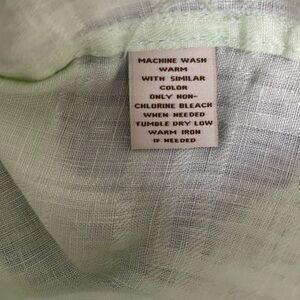 MACHINE WASH
WARM
WITH SIMILAR
COLOR
ONLY NON-
CHLORINE BLEACH
WHEN NEEDED
TUMBLE DRY LOW
WARM IRON
IF NEEDED